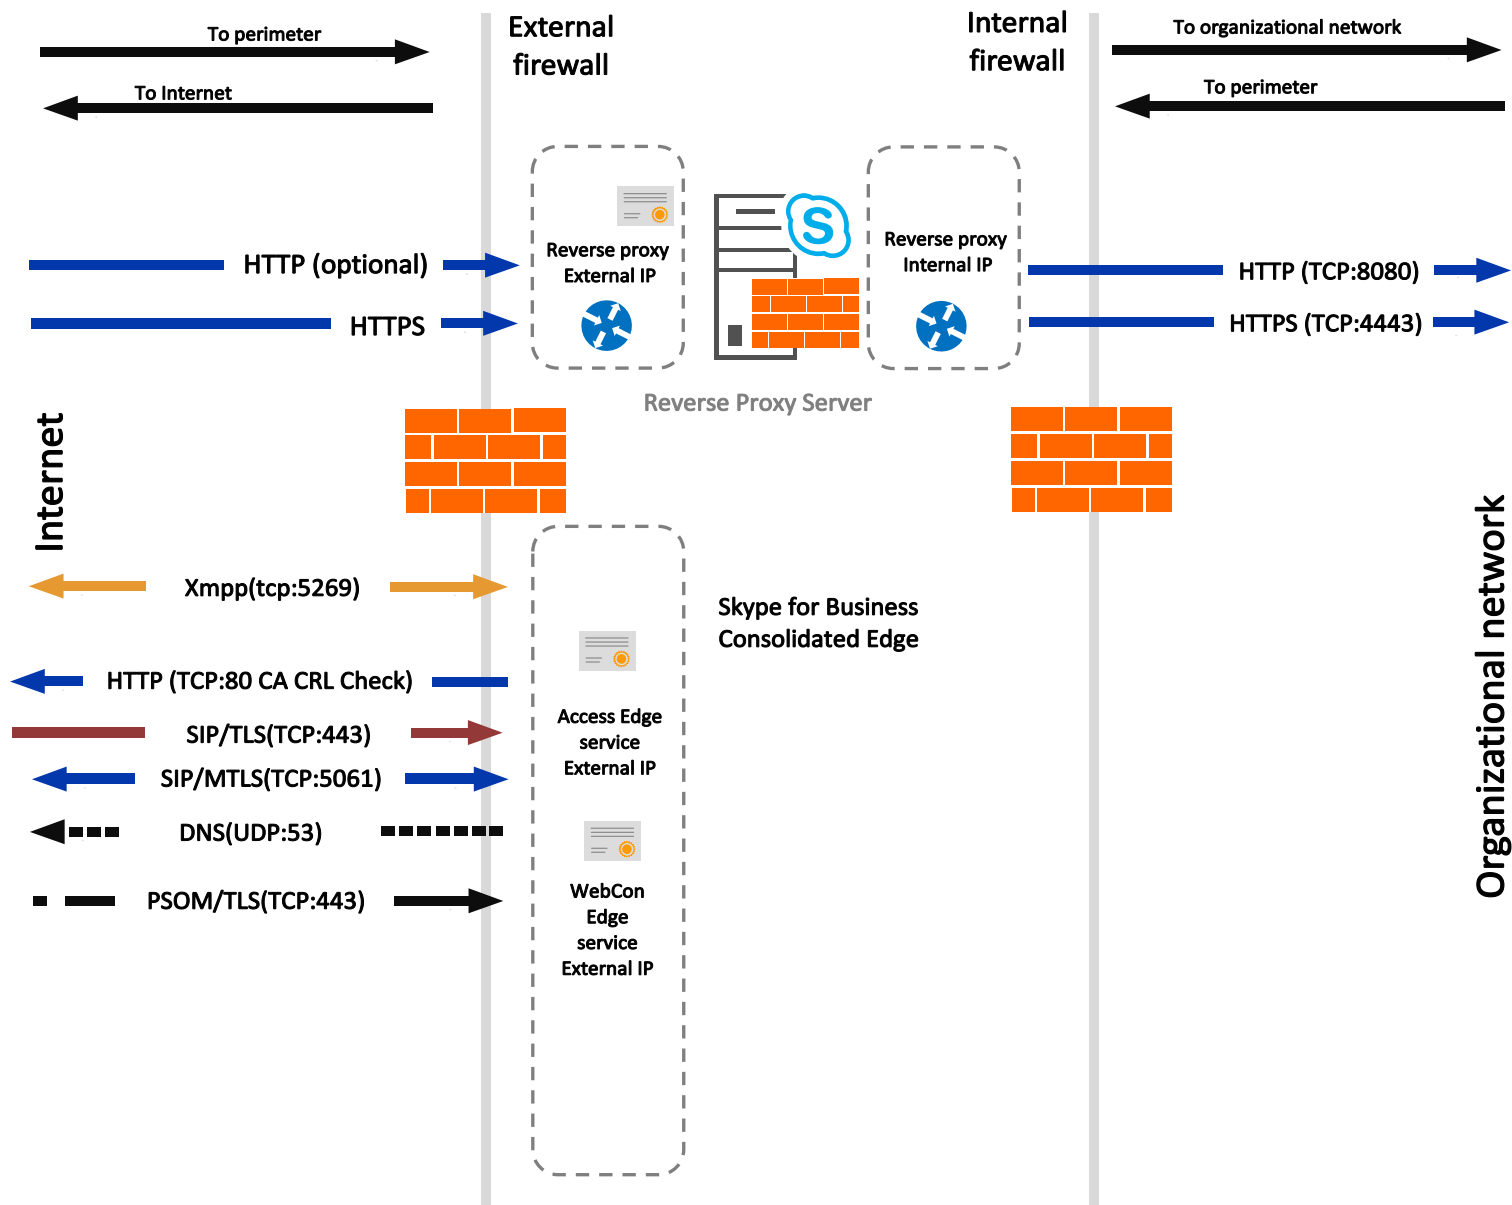 To perimeter
To Internet
External
firewall
Internal
firewall
To organizational network
To perimeter
HTTP (optional)
HTTPS
Reverse proxy
External IP
S
Reverse proxy
Internal IP
HTTP (TCP:8080)
HTTPS (TCP:4443)
Reverse Proxy Server
Internet
Organizational network
Xmpp(tcp:5269)
HTTP (TCP:80 CA CRL Check)
SIP/TLS(TCP:443)
SIP/MTLS(TCP:5061)
DNS(UDP:53)
PSOM/TLS(TCP:443)
Skype for Business
Consolidated Edge
Access Edge
service
External IP
WebCon
Edge
service
External IP